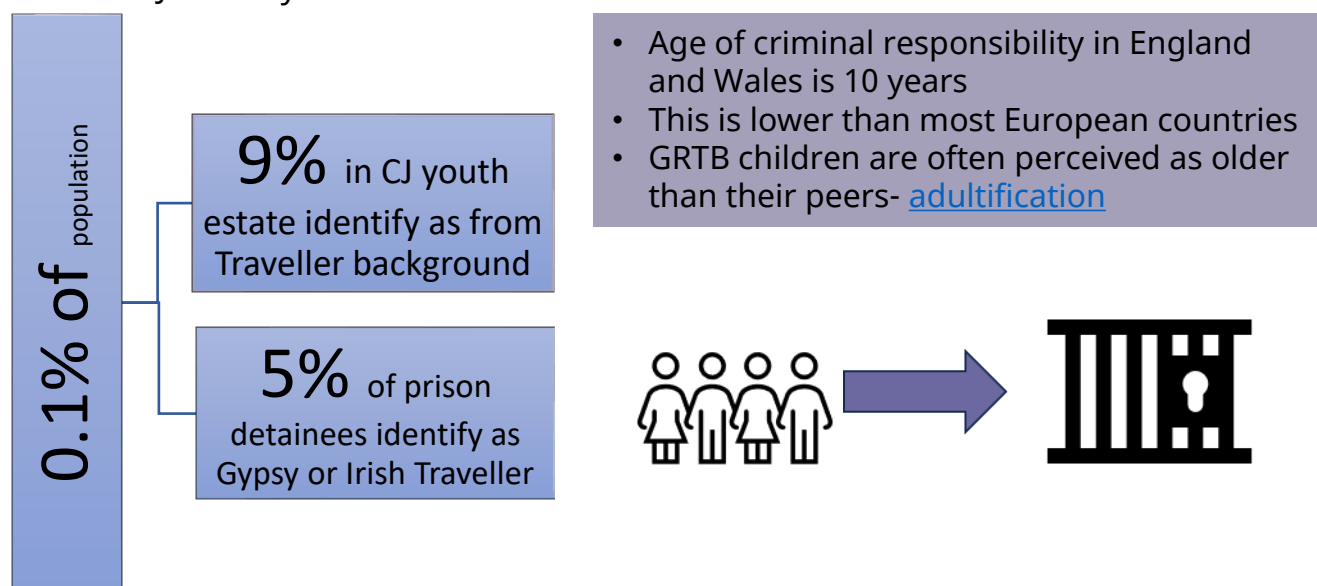 0.1% of population
9% in CJ youth
estate identify as from
Traveller background
5% of prison
detainees identify as
Gypsy or Irish Traveller
• Age of criminal responsibility in England
and Wales is 10 years
• This is lower than most European countries
• GRTB children are often perceived as older
than their peers- adultification